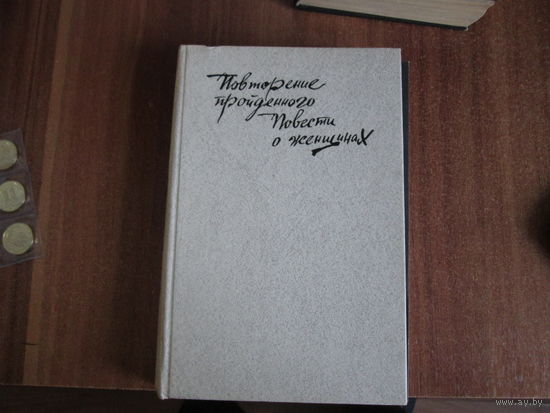 Повторение
пройденного
Повести
о женщинах
www.ay.by